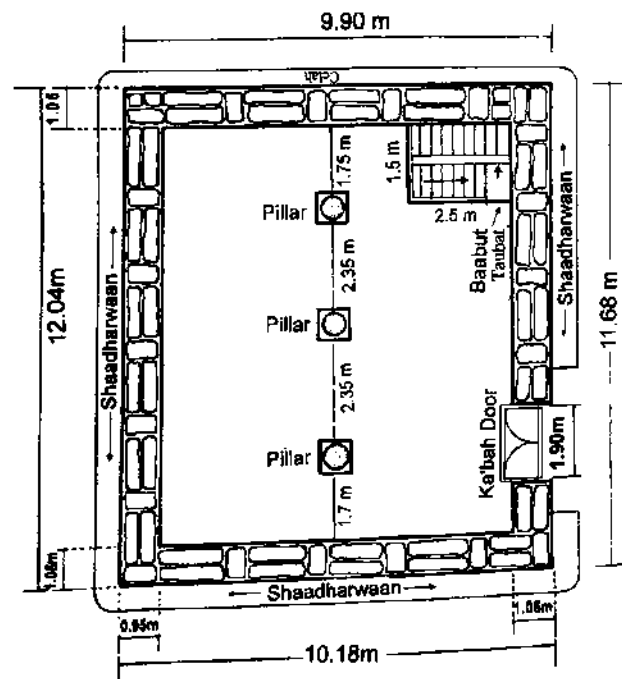 9.90 m
Celah
1.06
1.75 m
1.5 m
2.5 m
Pillar
2.35 m
Baabut
Taubat
Shaadharwaan
Shaadharwaan
12.04m
11.68 m
Pillar
2.35 m
Ka'bah Door
1.90m
Pillar
1.7 m
1.08m
Shaadharwaan
0.95m
1.06m
10.18m